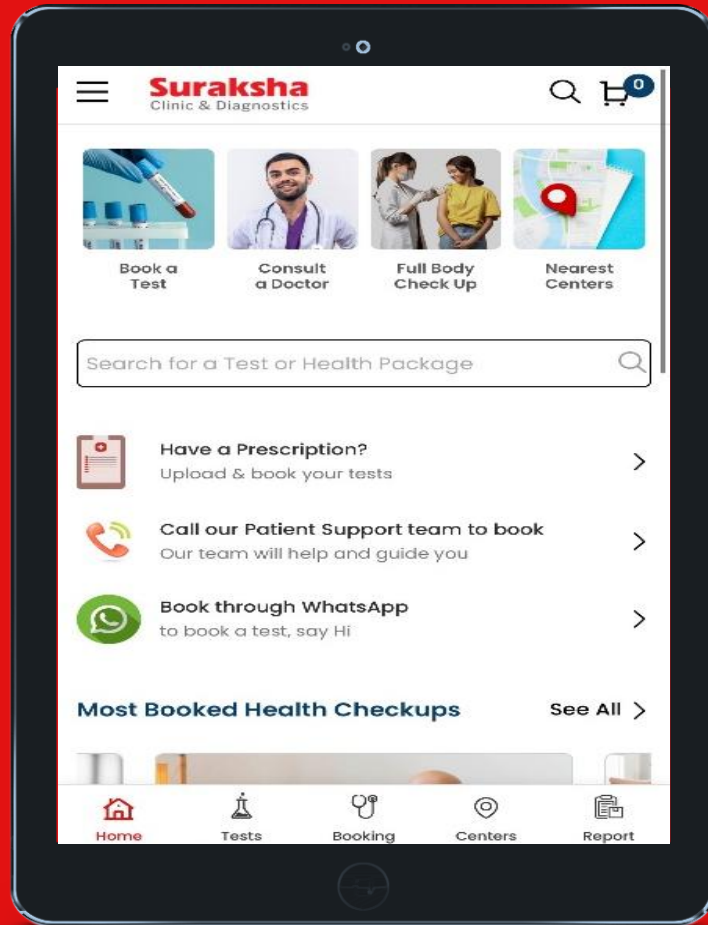 Suraksha
Clinic & Diagnostics
0
Book a
Test
Consult
a Doctor
Full Body
Check Up
Nearest
Centers
Search for a Test or Health Package
Have a Prescription?
Upload & book your tests
Call our Patient Support team to book
Our team will help and guide you
Book through WhatsApp
to book a test, say Hi
Most Booked Health Checkups
See All
Home
Tests
Booking
Centers
Report